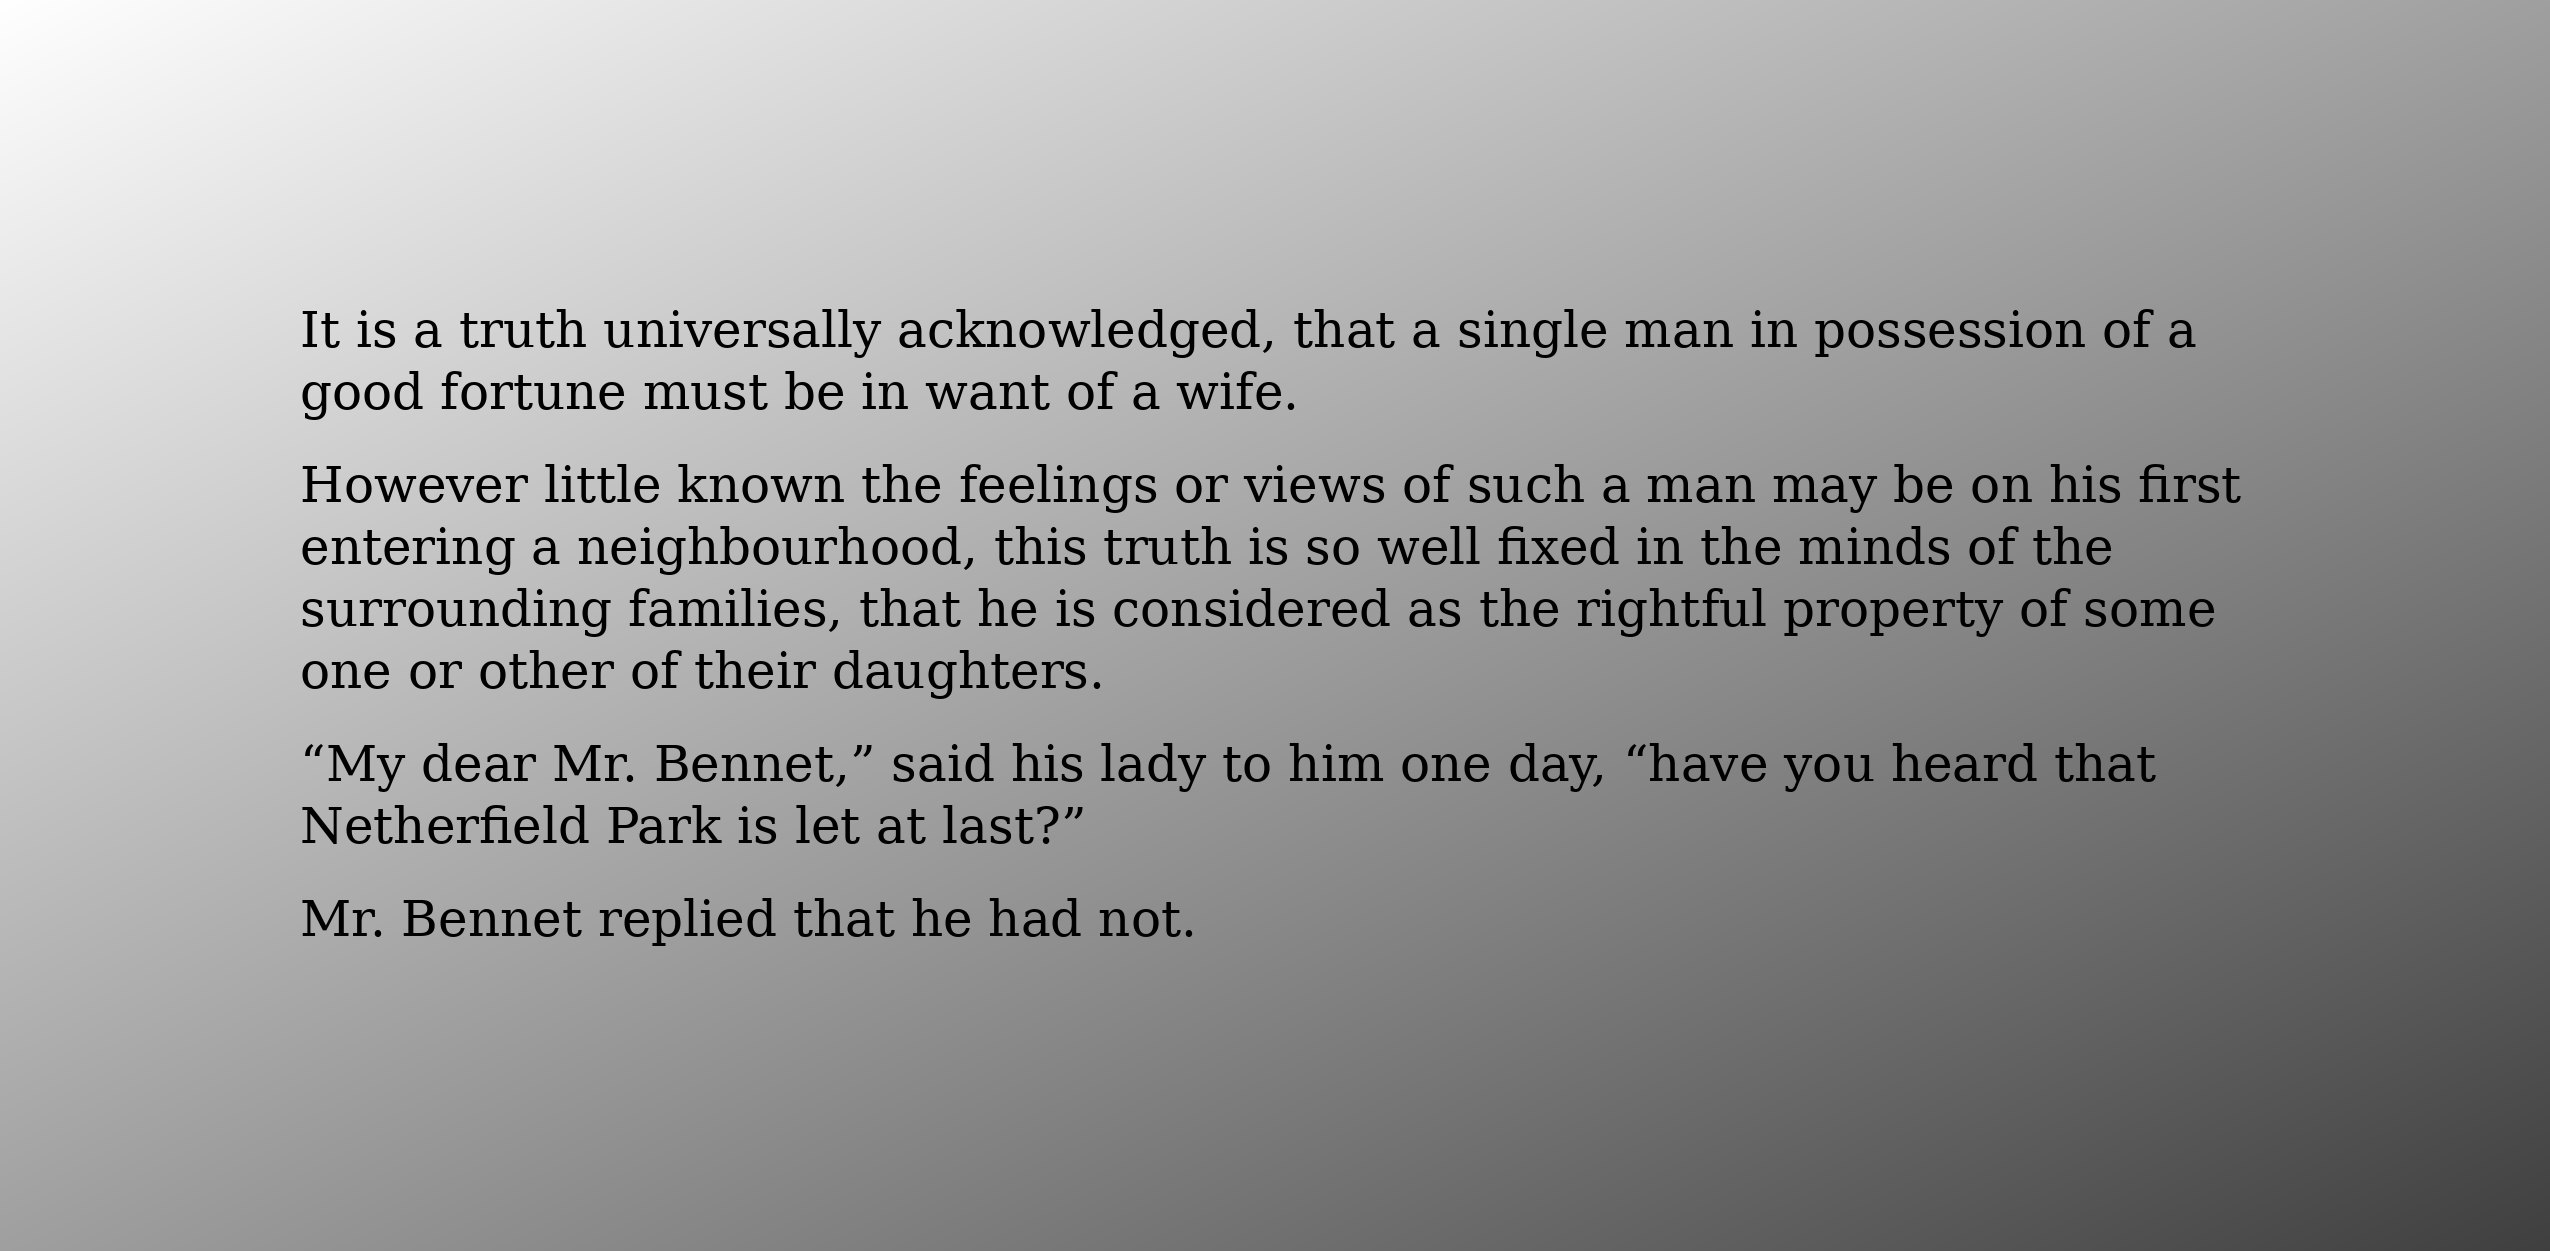 It is a truth universally acknowledged, that a single man in possession of a
good fortune must be in want of a wife.
However little known the feelings or views of such a man may be on his first
entering a neighbourhood, this truth is so well fixed in the minds of the
surrounding families, that he is considered as the rightful property of some
one or other of their daughters.
“My dear Mr. Bennet,” said his lady to him one day, “have you heard that
Netherfield Park is let at last?”
Mr. Bennet replied that he had not.